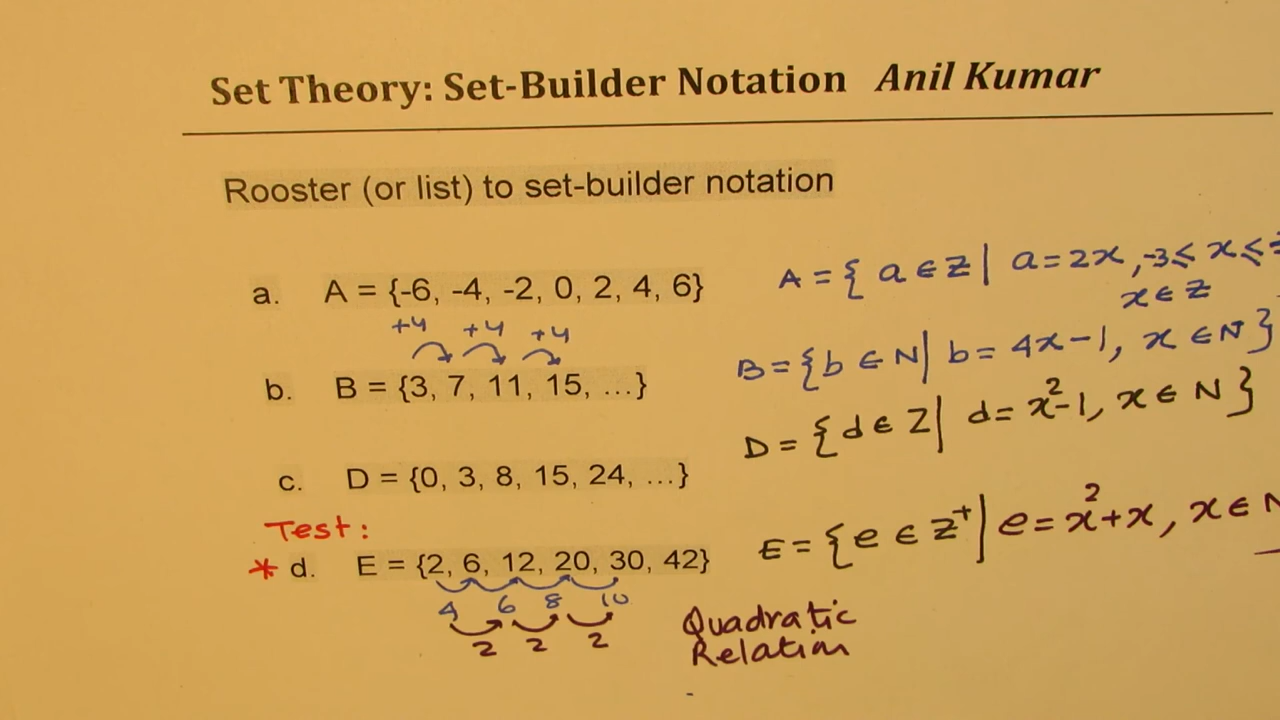 Set Theory: Set-Builder Notation Anil Kumar
Rooster (or list) to set-builder notation
a. A = {-6, -4, -2, 0, 2, 4, 6}
A = { a ∈ Z | a = 2x , -3 ≤ x ≤
x ∈ Z
+4 +4 +4
b. B = {3, 7, 11, 15, ...}
B = { b ∈ N | b = 4x - 1, x ∈ N }
c. D = {0, 3, 8, 15, 24, ...}
D = { d ∈ Z | d = x² - 1, x ∈ N }
Test:
* d. E = {2, 6, 12, 20, 30, 42}
E = { e ∈ Z⁺ | e = x² + x, x ∈ N
4 6 8 10
2 2 2
Quadratic
Relation